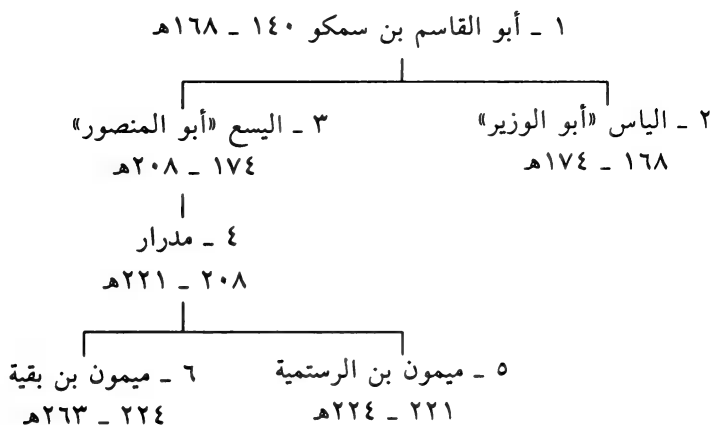 ١ ـ أبو القاسم بن سمكو ١٤٠ ـ ١٦٨هـ
٢ ـ الياس «أبو الوزير»
١٦٨ ـ ١٧٤هـ
٣ ـ اليسع «أبو المنصور»
١٧٤ ـ ٢٠٨هـ
٤ ـ مدرار
٢٠٨ ـ ٢٢١هـ
٥ ـ ميمون بن الرستمية
٢٢١ ـ ٢٢٤هـ
٦ ـ ميمون بن بقية
٢٢٤ ـ ٢٦٣هـ